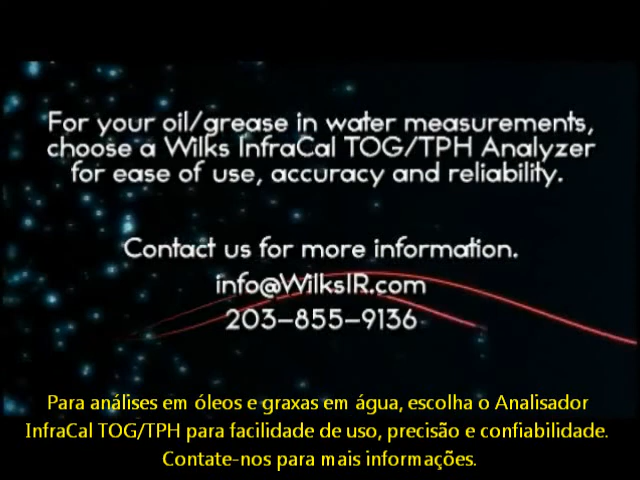 For your oil/grease in water measurements,
choose a Wilks InfraCal TOG/TPH Analyzer
for ease of use, accuracy and reliability.
Contact us for more information.
info@WilksIR.com
203-855-9136
Para análises em óleos e graxas em água, escolha o Analisador
InfraCal TOG/TPH para facilidade de uso, precisão e confiabilidade.
Contate-nos para mais informações.